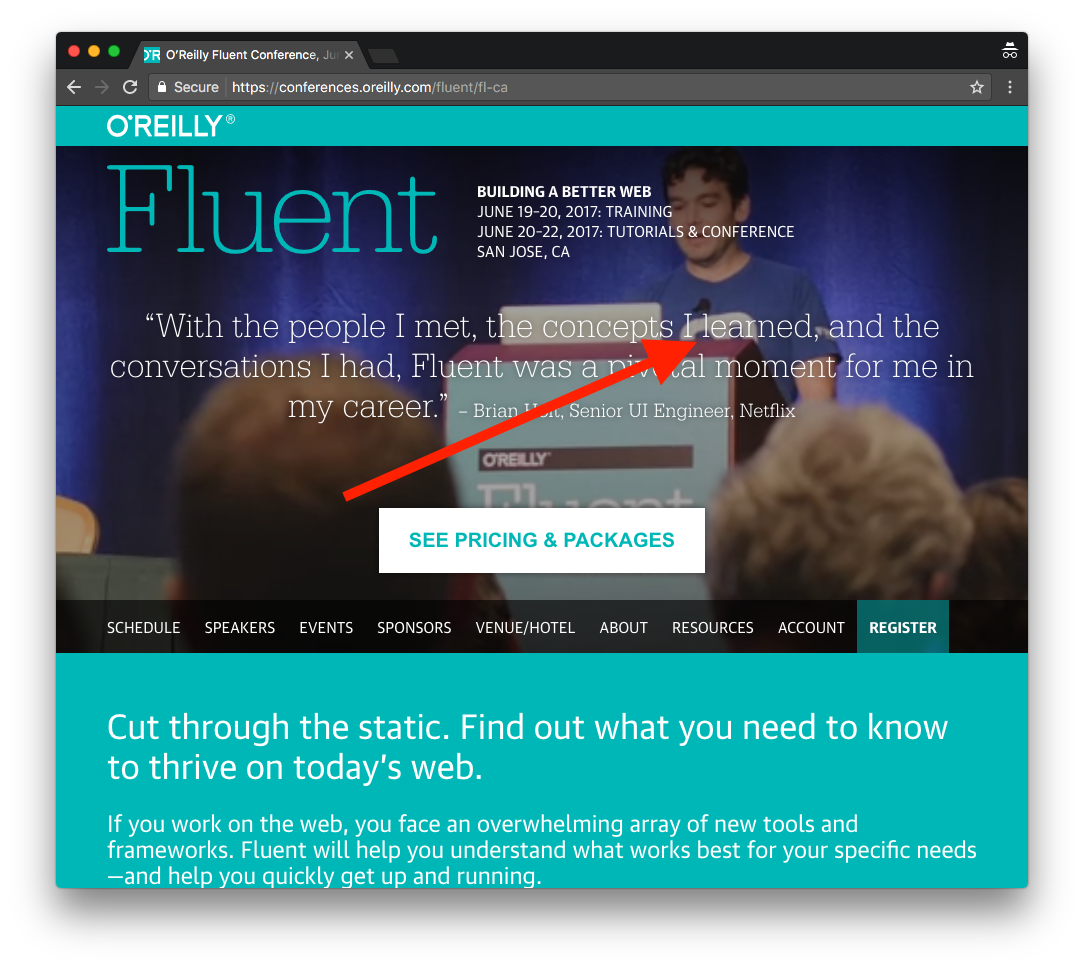 O'R O'Reilly Fluent Conference, Ju
Secure https://conferences.oreilly.com/fluent/fl-ca
O'REILLY®
Fluent
BUILDING A BETTER WEB
JUNE 19-20, 2017: TRAINING
JUNE 20-22, 2017: TUTORIALS & CONFERENCE
SAN JOSE, CA
“With the people I met, the concepts I learned, and the
conversations I had, Fluent was a pivotal moment for me in
my career.” – Brian Holt, Senior UI Engineer, Netflix
O'REILLY
Fluent
SEE PRICING & PACKAGES
SCHEDULE SPEAKERS EVENTS SPONSORS VENUE/HOTEL ABOUT RESOURCES ACCOUNT REGISTER
Cut through the static. Find out what you need to know
to thrive on today's web.
If you work on the web, you face an overwhelming array of new tools and
frameworks. Fluent will help you understand what works best for your specific needs
—and help you quickly get up and running.